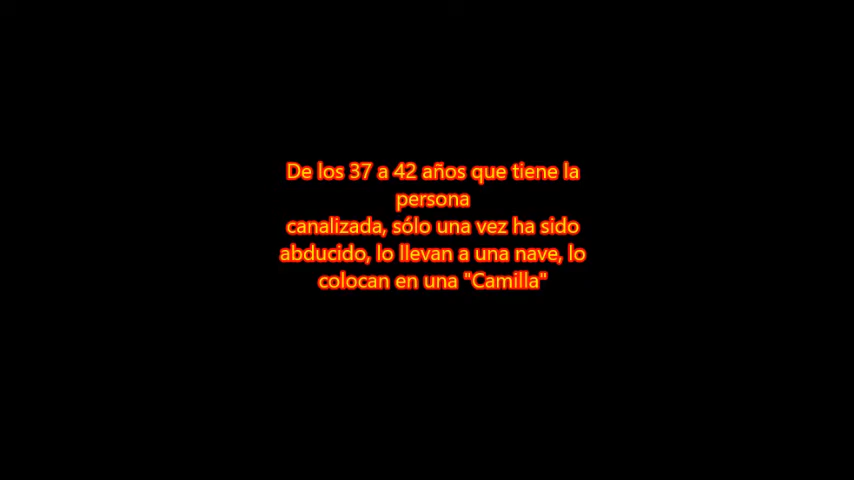 De los 37 a 42 años que tiene la
persona
canalizada, sólo una vez ha sido
abducido, lo llevan a una nave, lo
colocan en una "Camilla"